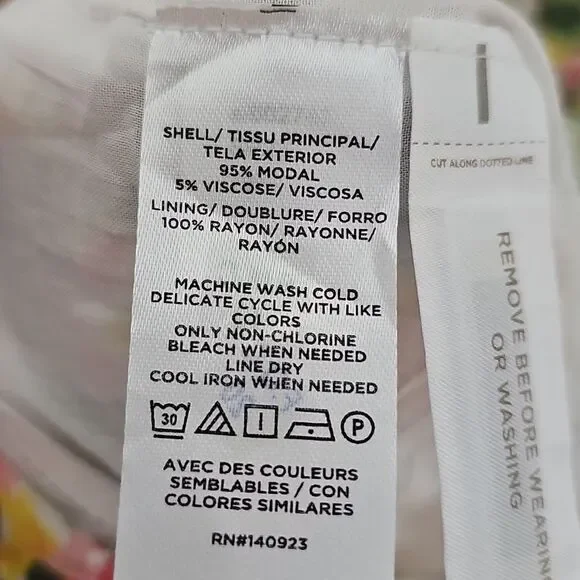 SHELL/ TISSU PRINCIPAL/
TELA EXTERIOR
95% MODAL
5% VISCOSE/ VISCOSA
LINING/ DOUBLURE/ FORRO
100% RAYON/ RAYONNE/
RAYÓN
MACHINE WASH COLD
DELICATE CYCLE WITH LIKE
COLORS
ONLY NON-CHLORINE
BLEACH WHEN NEEDED
LINE DRY
COOL IRON WHEN NEEDED
30
P
AVEC DES COULEURS
SEMBLABLES / CON
COLORES SIMILARES
RN#140923
CUT ALONG DOTTED LINE
REMOVE BEFORE WEARING
OR WASHING